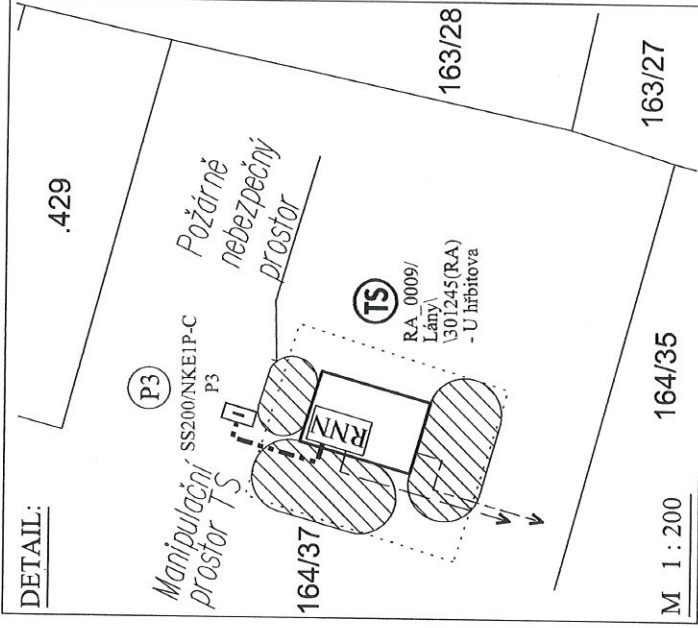 DETAIL:
.429
163/28
163/27
Požárně
nebezpečný
prostor
P3
SS200/NKE1P-C
P3
Manipulační
prostor TS
164/37
RNN
TS
RA_0009/
Lány\
\301245(RA)
- U hřbitova
164/35
M 1 : 200